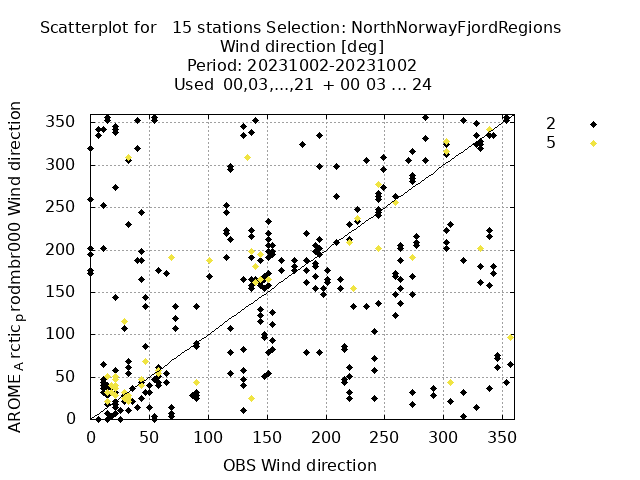 Scatterplot for 15 stations Selection: NorthNorwayFjordRegions
Wind direction [deg]
Period: 20231002-20231002
Used 00,03,...,21 + 00 03 ... 24
AROME_Arctic_prodmbr000 Wind direction
350
300
250
200
150
100
50
0
0 50 100 150 200 250 300 350
OBS Wind direction
2
5